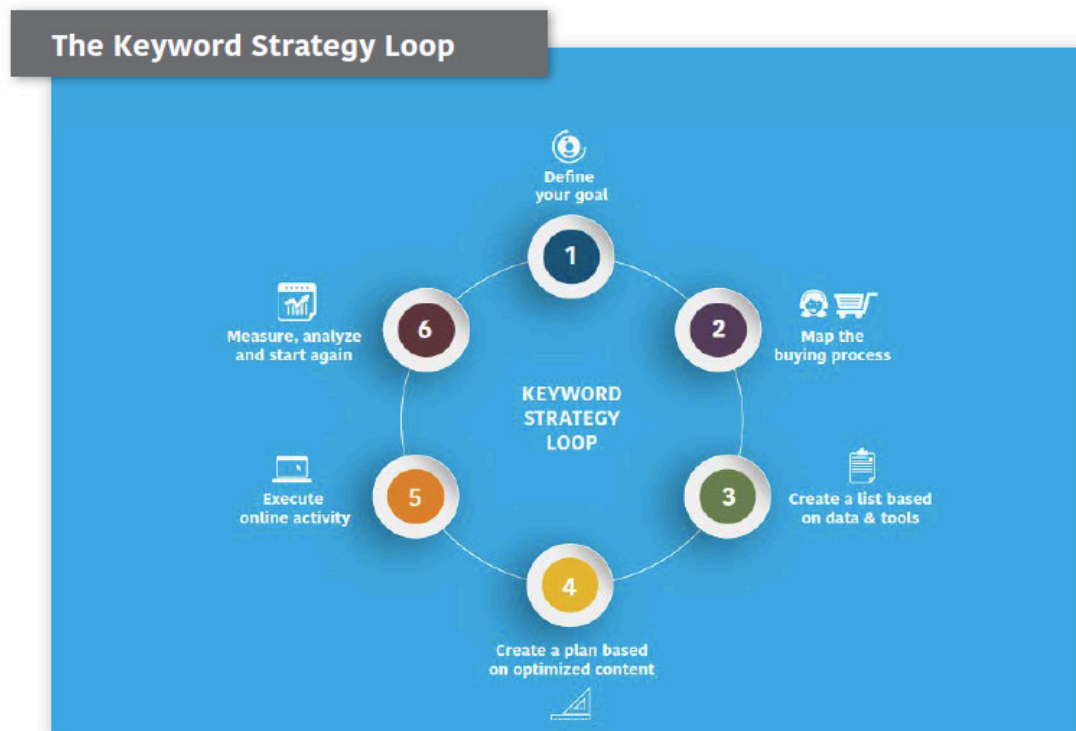 The Keyword Strategy Loop
Define
your goal
1
2
Map the
buying process
3
Create a list based
on data & tools
4
Create a plan based
on optimized content
5
Execute
online activity
6
Measure, analyze
and start again
KEYWORD
STRATEGY
LOOP